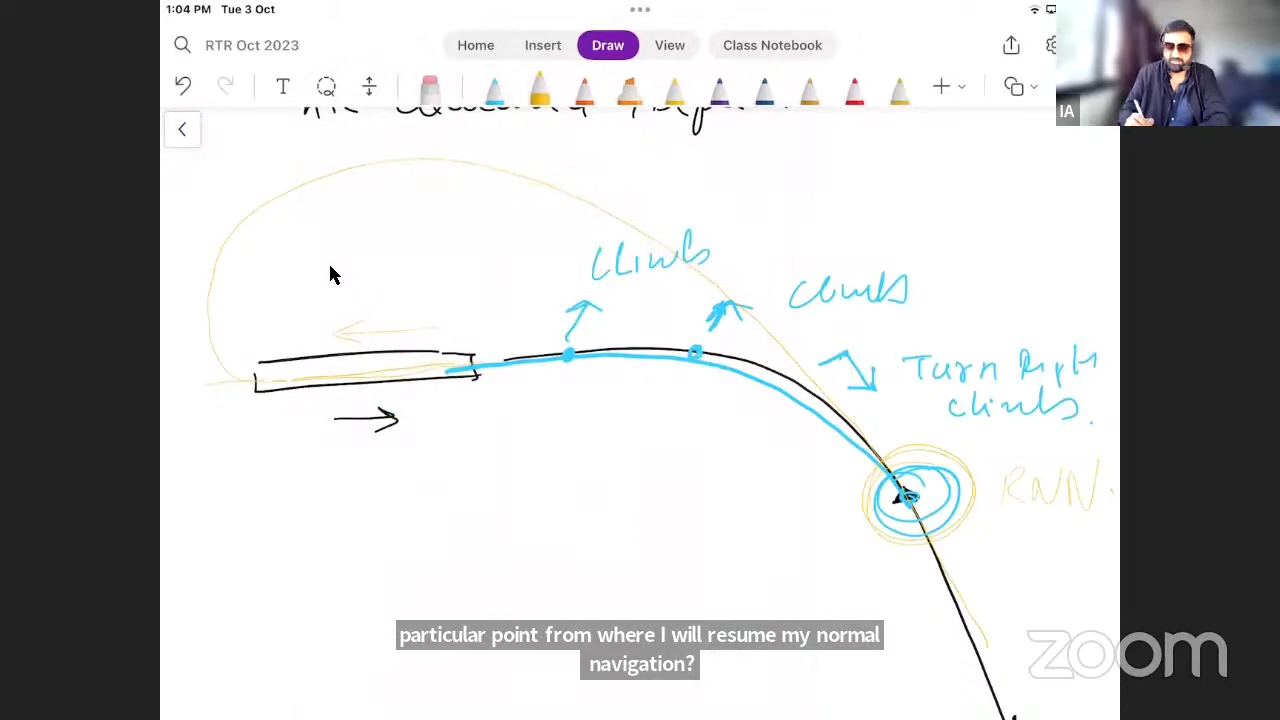 1:04 PM Tue 3 Oct
RTR Oct 2023
Home Insert Draw View Class Notebook
IA
Climb
Climb
Turn Right
Climb.
RNN.
particular point from where I will resume my normal
navigation?
zoom